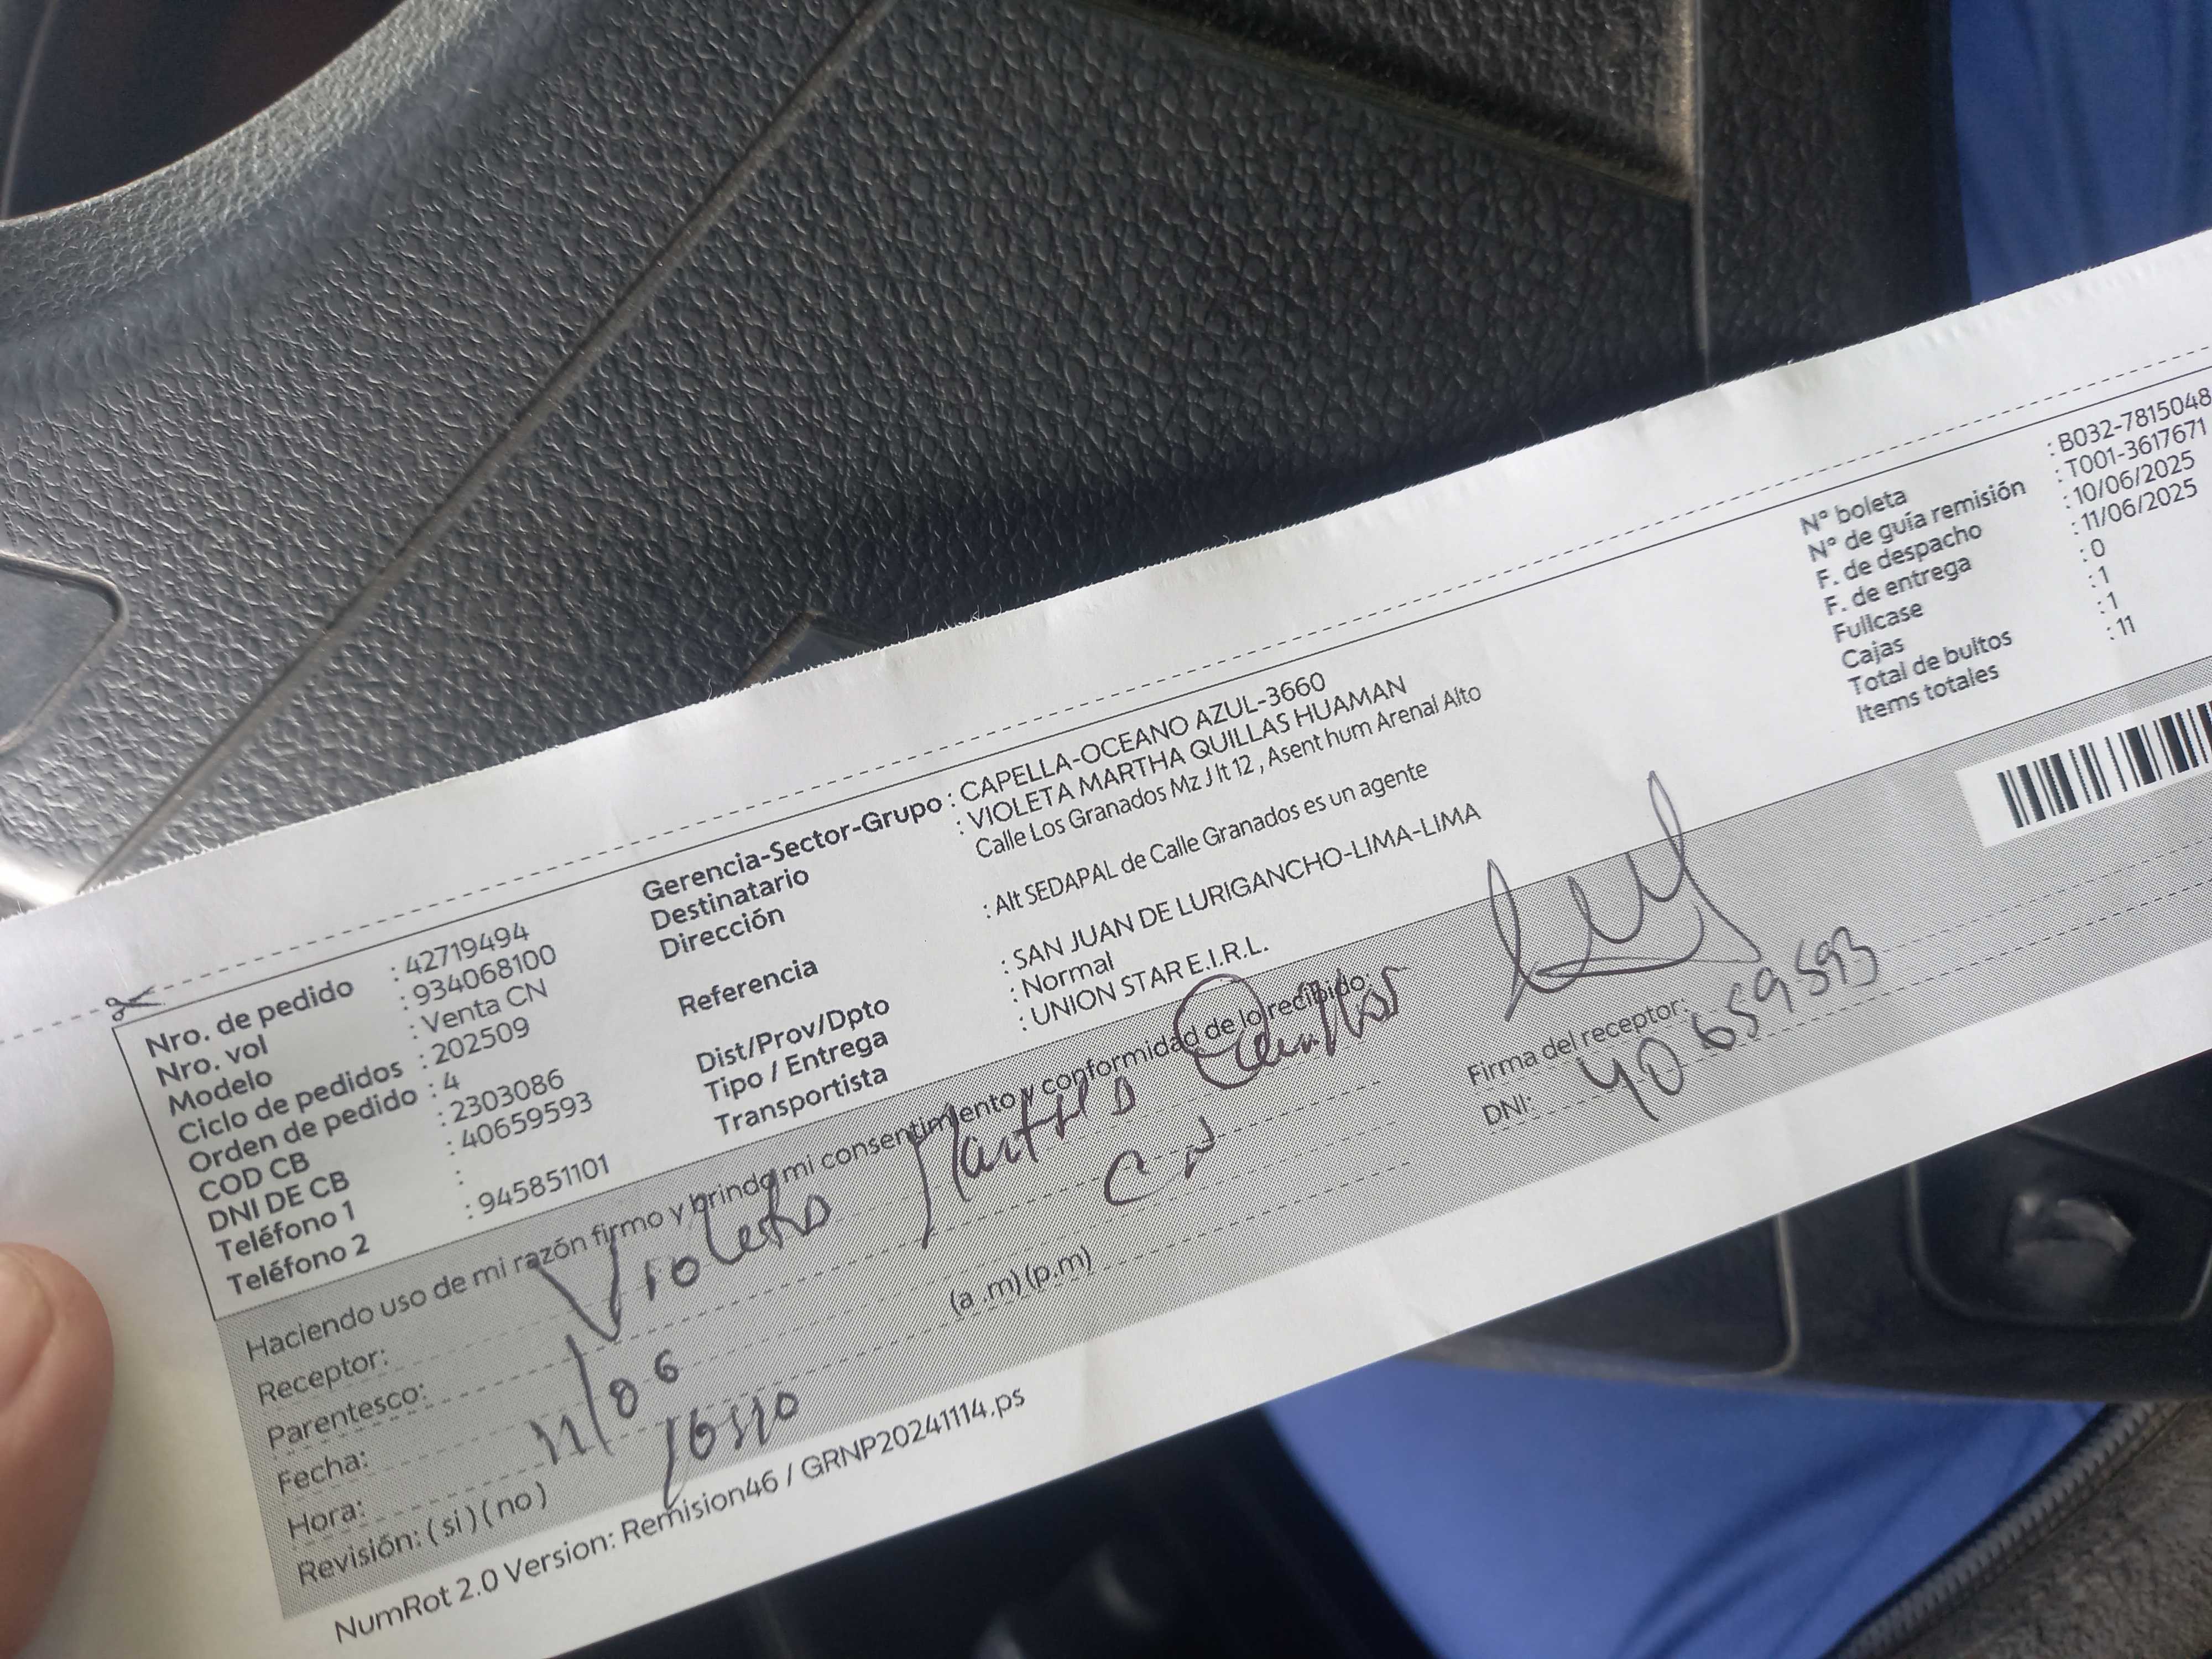 Nro. de pedido : 42719494
Nro. vol : 934068100
Modelo : Venta CN
Ciclo de pedidos : 202509
Orden de pedido : 4
COD CB : 2303086
DNI DE CB : 40659593
Teléfono 1 :
Teléfono 2 : 945851101
Gerencia-Sector-Grupo : CAPELLA-OCEANO AZUL-3660
Destinatario : VIOLETA MARTHA QUILLAS HUAMAN
Dirección Calle Los Granados Mz J lt 12 , Asent hum Arenal Alto
Referencia : Alt SEDAPAL de Calle Granados es un agente
Dist/Prov/Dpto : SAN JUAN DE LURIGANCHO-LIMA-LIMA
Tipo / Entrega : Normal
Transportista : UNION STAR E.I.R.L.
N° boleta : B032-7815048
N° de guía remisión : T001-3617671
F. de despacho : 10/06/2025
F. de entrega : 11/06/2025
Fullcase : 0
Cajas : 1
Total de bultos : 1
Items totales : 11
Haciendo uso de mi razón firmo y brindo mi consentimiento y conformidad de lo recibido:
Receptor: Violeta Martha Quillas
Parentesco:
Fecha: 11/06
Hora: (a .m)(p.m)
Revisión: ( si ) ( no )
Firma del receptor:
DNI: 40659593
NumRot 2.0 Version: Remision46 / GRNP20241114.ps